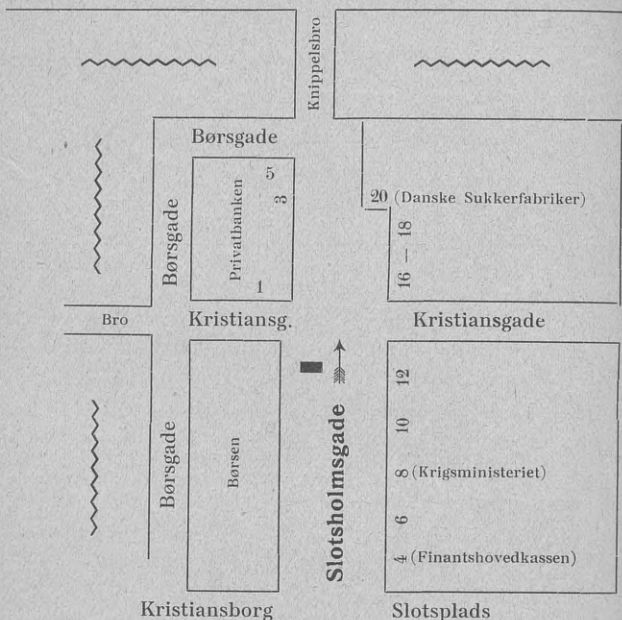 Knippelsbro
Børsgade
Børsgade
Privatbanken
5
3
1
20 (Danske Sukkerfabriker)
16 — 18
Bro
Kristiansg.
Kristiansgade
Børsgade
Børsen
Slotsholmsgade
12
10
8 (Krigsministeriet)
6
4 (Finantshovedkassen)
Kristiansborg
Slotsplads